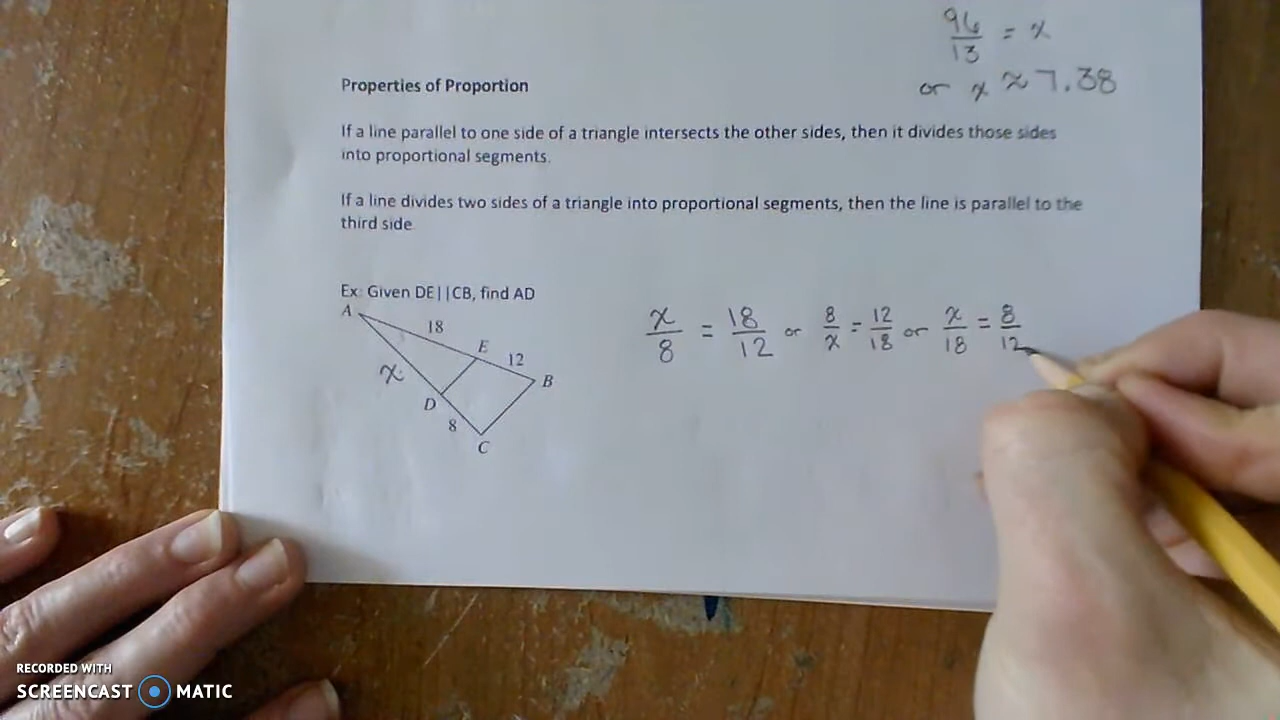 96/13 = x
or x ≈ 7.38
Properties of Proportion
If a line parallel to one side of a triangle intersects the other sides, then it divides those sides
into proportional segments.
If a line divides two sides of a triangle into proportional segments, then the line is parallel to the
third side
Ex: Given DE||CB, find AD
A
18
E
12
B
x
D
8
C
x/8 = 18/12 or 8/x = 12/18 or x/18 = 8/12
RECORDED WITH
SCREENCAST MATIC